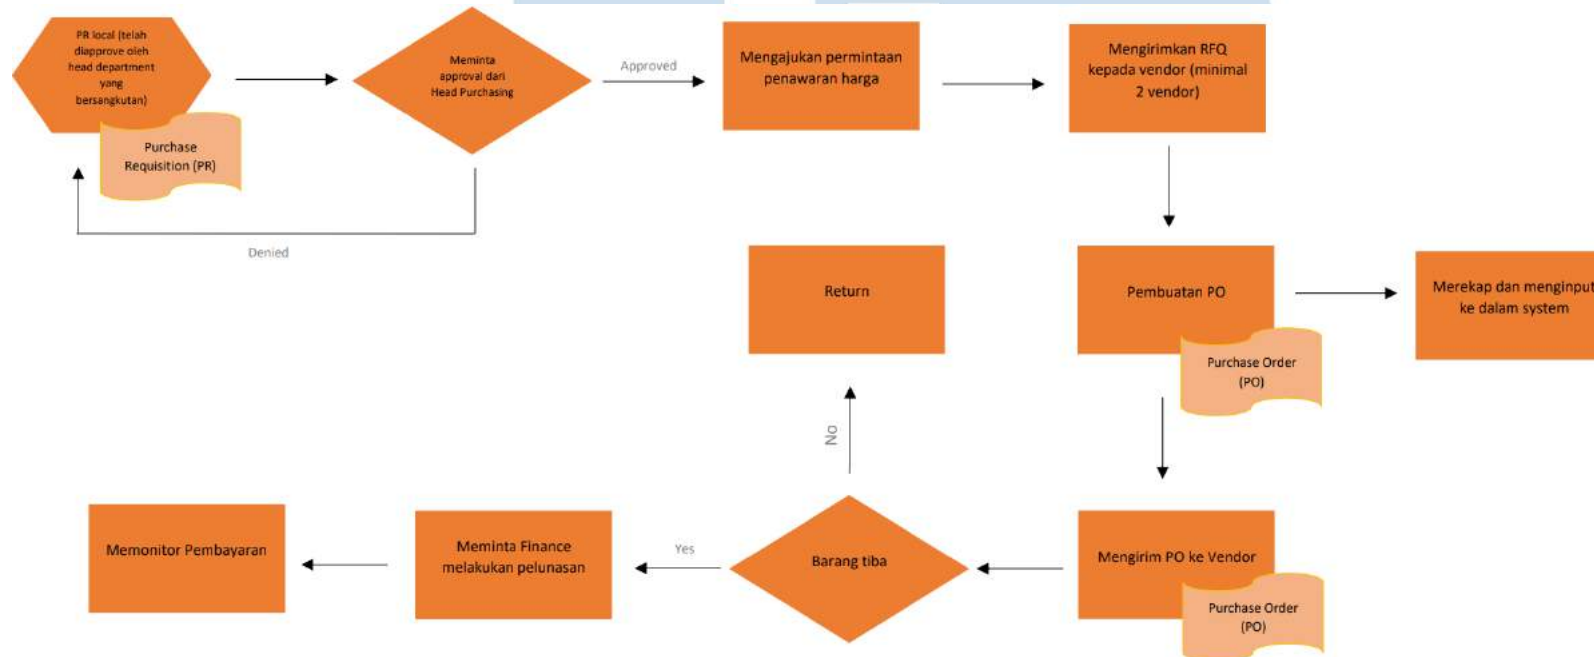 PR local (telah
diapprove oleh
head department
yang
bersangkutan)
Purchase
Requisition (PR)
Meminta
approval dari
Head Purchasing
Approved
Mengajukan permintaan
penawaran harga
Mengirimkan RFQ
kepada vendor (minimal
2 vendor)
Denied
Return
Pembuatan PO
Purchase Order
(PO)
Merekap dan menginput
ke dalam system
No
Memonitor Pembayaran
Meminta Finance
melakukan pelunasan
Yes
Barang tiba
Mengirim PO ke Vendor
Purchase Order
(PO)